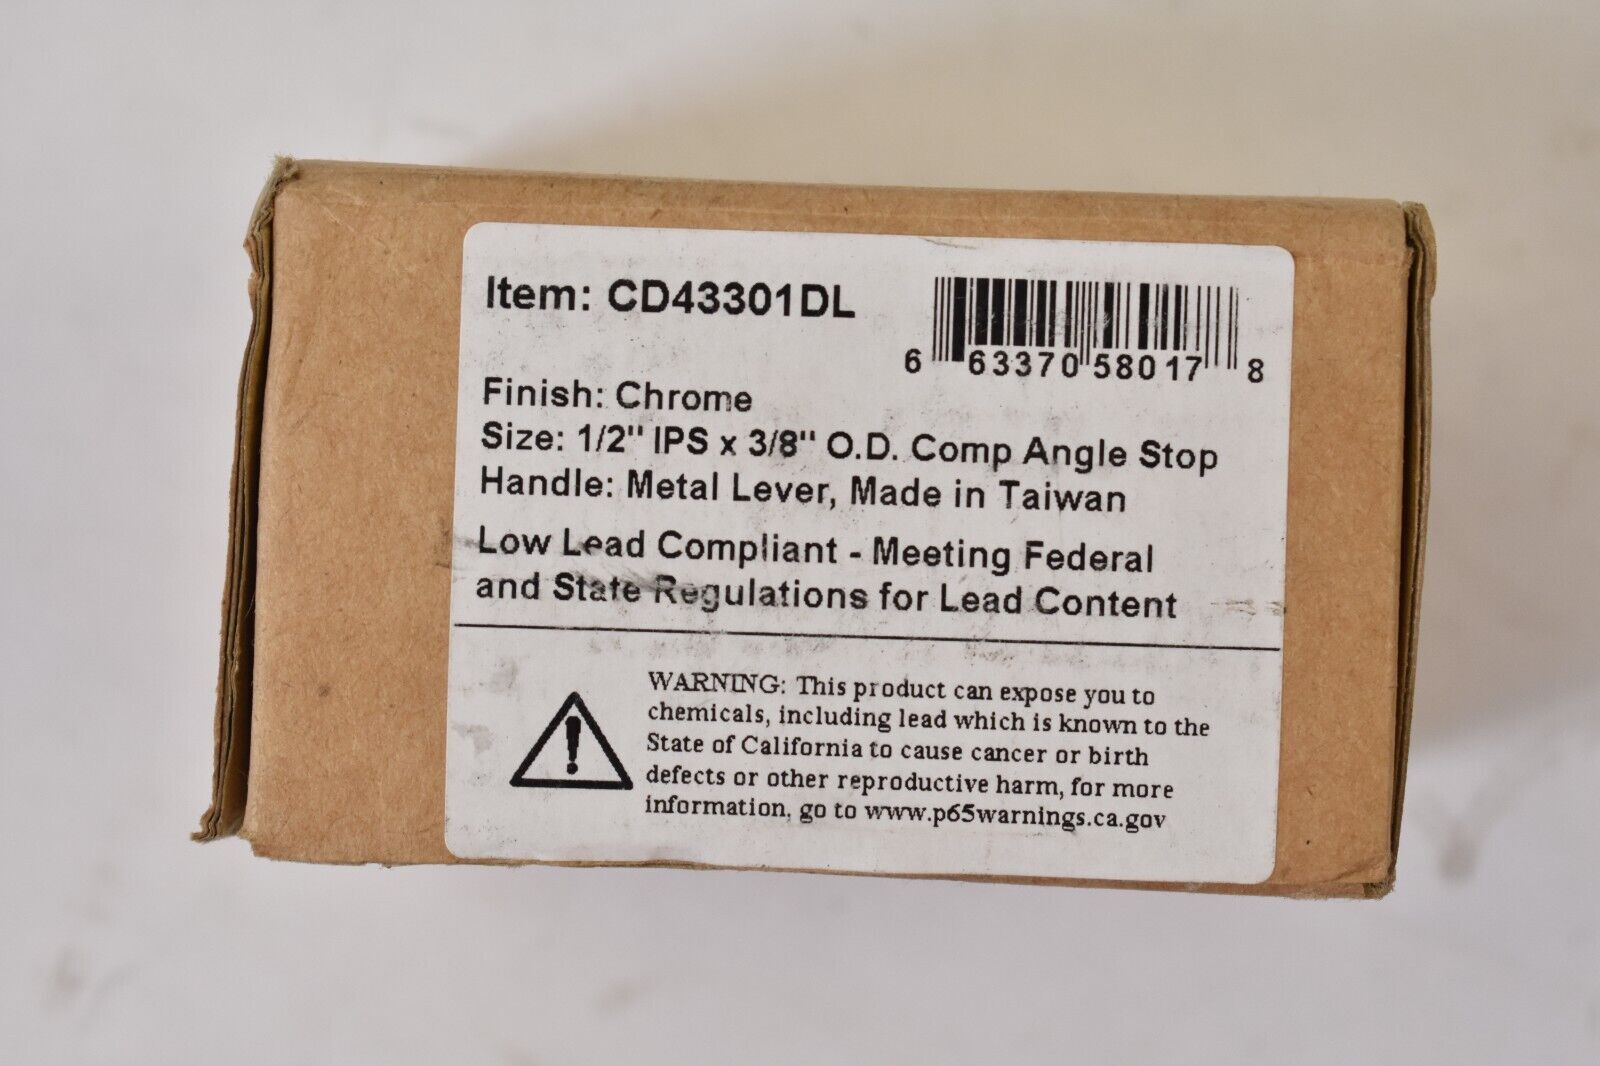 Item: CD43301DL
6 63370 58017 8
Finish: Chrome
Size: 1/2" IPS x 3/8" O.D. Comp Angle Stop
Handle: Metal Lever, Made in Taiwan
Low Lead Compliant - Meeting Federal
and State Regulations for Lead Content
WARNING: This product can expose you to
chemicals, including lead which is known to the
State of California to cause cancer or birth
defects or other reproductive harm, for more
information, go to www.p65warnings.ca.gov